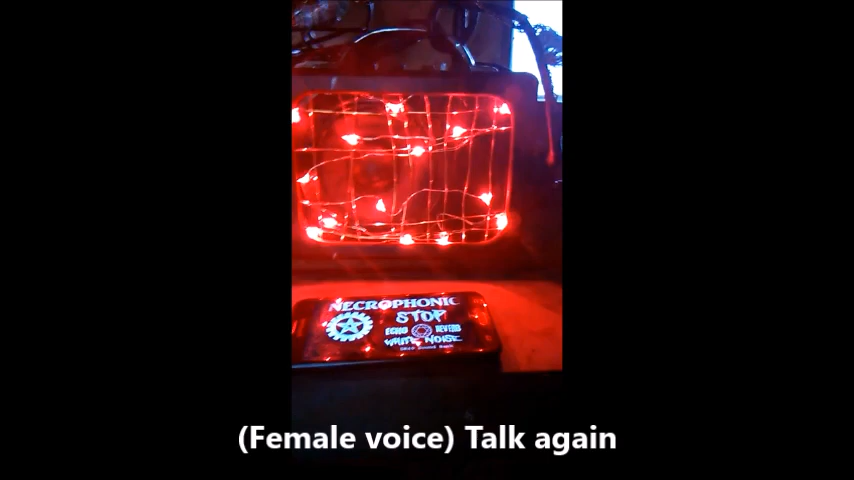 NECROPHONIC
STOP
ECHO REVERB
WHITE NOISE
(Female voice) Talk again